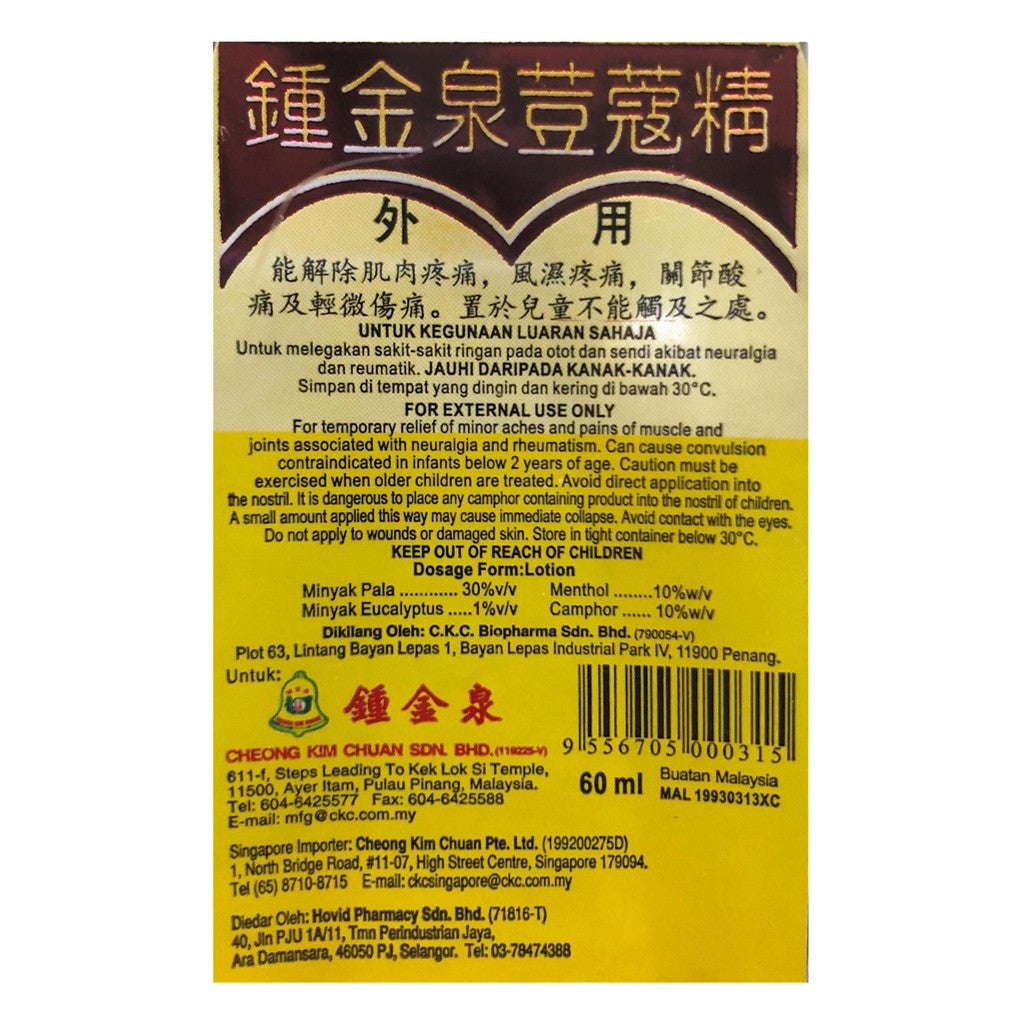 鍾金泉荳蔻精
外 用
能解除肌肉疼痛，風濕疼痛，關節酸
痛及輕微傷痛。置於兒童不能觸及之處。
UNTUK KEGUNAAN LUARAN SAHAJA
Untuk melegakan sakit-sakit ringan pada otot dan sendi akibat neuralgia
dan reumatik. JAUHI DARIPADA KANAK-KANAK.
Simpan di tempat yang dingin dan kering di bawah 30°C.
FOR EXTERNAL USE ONLY
For temporary relief of minor aches and pains of muscle and
joints associated with neuralgia and rheumatism. Can cause convulsion
contraindicated in infants below 2 years of age. Caution must be
exercised when older children are treated. Avoid direct application into
the nostril. It is dangerous to place any camphor containing product into the nostril of children.
A small amount applied this way may cause immediate collapse. Avoid contact with the eyes.
Do not apply to wounds or damaged skin. Store in tight container below 30°C.
KEEP OUT OF REACH OF CHILDREN
Dosage Form:Lotion
Minyak Pala ............ 30%v/v Menthol ........10%w/v
Minyak Eucalyptus .....1%v/v Camphor ...... 10%w/v
Dikilang Oleh: C.K.C. Biopharma Sdn. Bhd. (790054-V)
Plot 63, Lintang Bayan Lepas 1, Bayan Lepas Industrial Park IV, 11900 Penang.
Untuk:
鍾金泉
CHEONG KIM CHUAN SDN. BHD. (119225-V)
611-f, Steps Leading To Kek Lok Si Temple,
11500, Ayer Itam, Pulau Pinang, Malaysia.
Tel: 604-6425577 Fax: 604-6425588
E-mail: mfg@ckc.com.my
9 556705 000315
60 ml
Buatan Malaysia
MAL 19930313XC
Singapore Importer: Cheong Kim Chuan Pte. Ltd. (199200275D)
1, North Bridge Road, #11-07, High Street Centre, Singapore 179094.
Tel (65) 8710-8715 E-mail: ckcsingapore@ckc.com.my
Diedar Oleh: Hovid Pharmacy Sdn. Bhd. (71816-T)
40, Jln PJU 1A/11, Tmn Perindustrian Jaya,
Ara Damansara, 46050 PJ, Selangor. Tel: 03-78474388